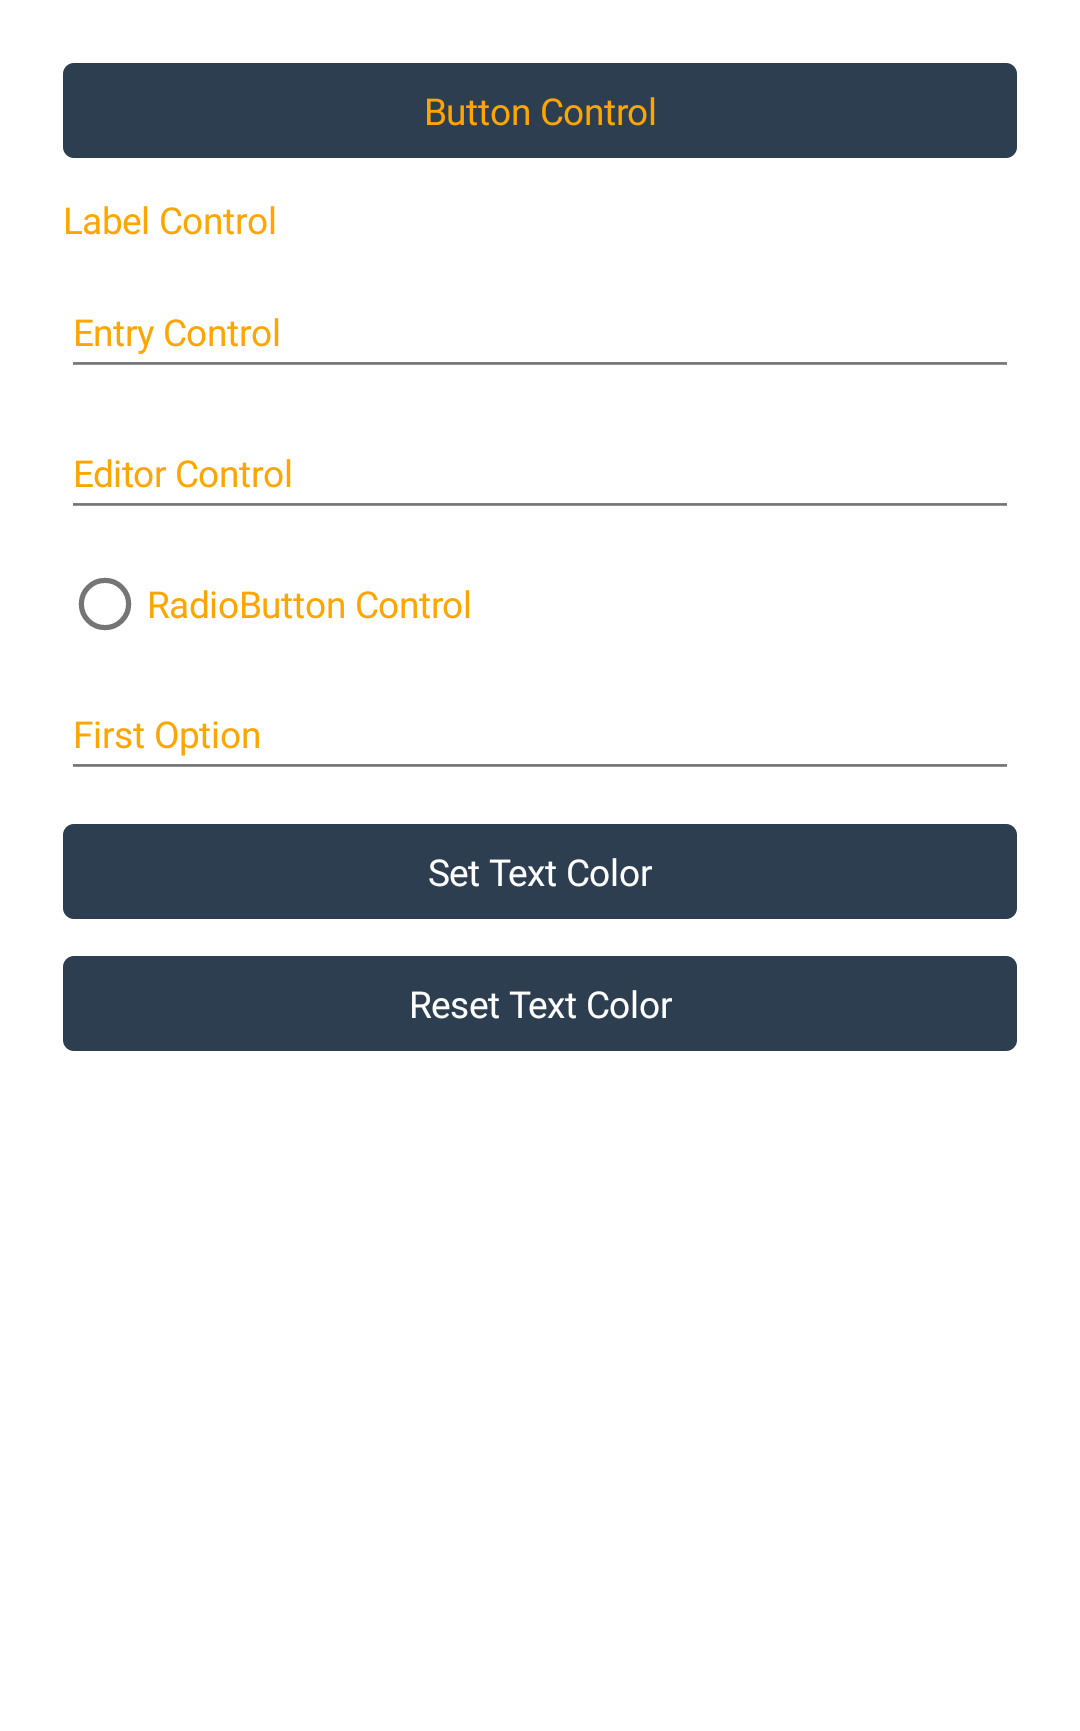 Button Control
Label Control
Entry Control
Editor Control
RadioButton Control
First Option
Set Text Color
Reset Text Color